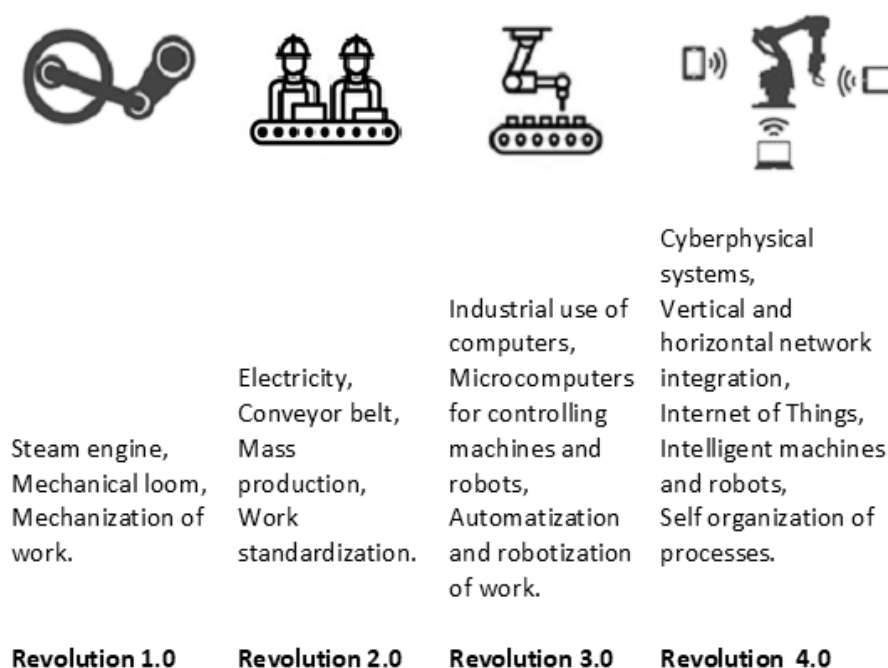 Steam engine,
Mechanical loom,
Mechanization of
work.
Revolution 1.0
Electricity,
Conveyor belt,
Mass
production,
Work
standardization.
Revolution 2.0
Industrial use of
computers,
Microcomputers
for controlling
machines and
robots,
Automatization
and robotization
of work.
Revolution 3.0
Cyberphysical
systems,
Vertical and
horizontal network
integration,
Internet of Things,
Intelligent machines
and robots,
Self organization of
processes.
Revolution 4.0